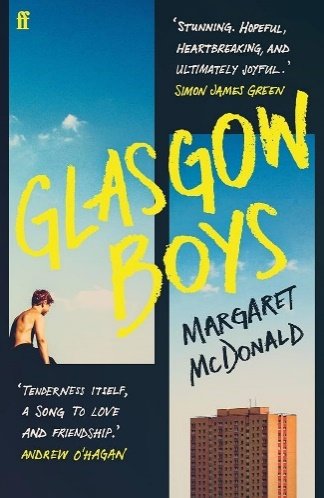 ff
‘STUNNING. HOPEFUL,
HEARTBREAKING, AND
ULTIMATELY JOYFUL.’
SIMON JAMES GREEN
GLASGOW
BOYS
MARGARET
McDONALD
‘TENDERNESS ITSELF,
A SONG TO LOVE
AND FRIENDSHIP.’
ANDREW O’HAGAN